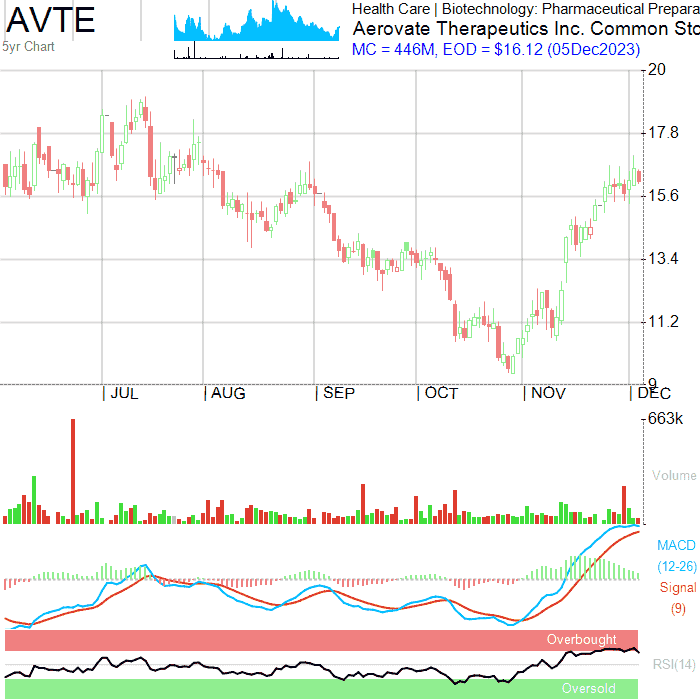 AVTE
5yr Chart
Health Care | Biotechnology: Pharmaceutical Prepara
Aerovate Therapeutics Inc. Common Sto
MC = 446M, EOD = $16.12 (05Dec2023)
20
17.8
15.6
13.4
11.2
9
| JUL | AUG | SEP | OCT | NOV | DEC
663k
Volume
MACD
(12-26)
Signal
(9)
Overbought
RSI(14)
Oversold